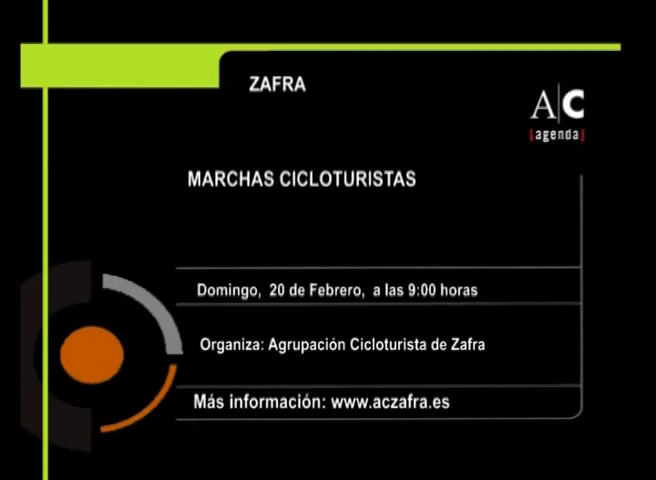 ZAFRA
A|C
[agenda]
MARCHAS CICLOTURISTAS
Domingo, 20 de Febrero, a las 9:00 horas
Organiza: Agrupación Cicloturista de Zafra
Más información: www.aczafra.es